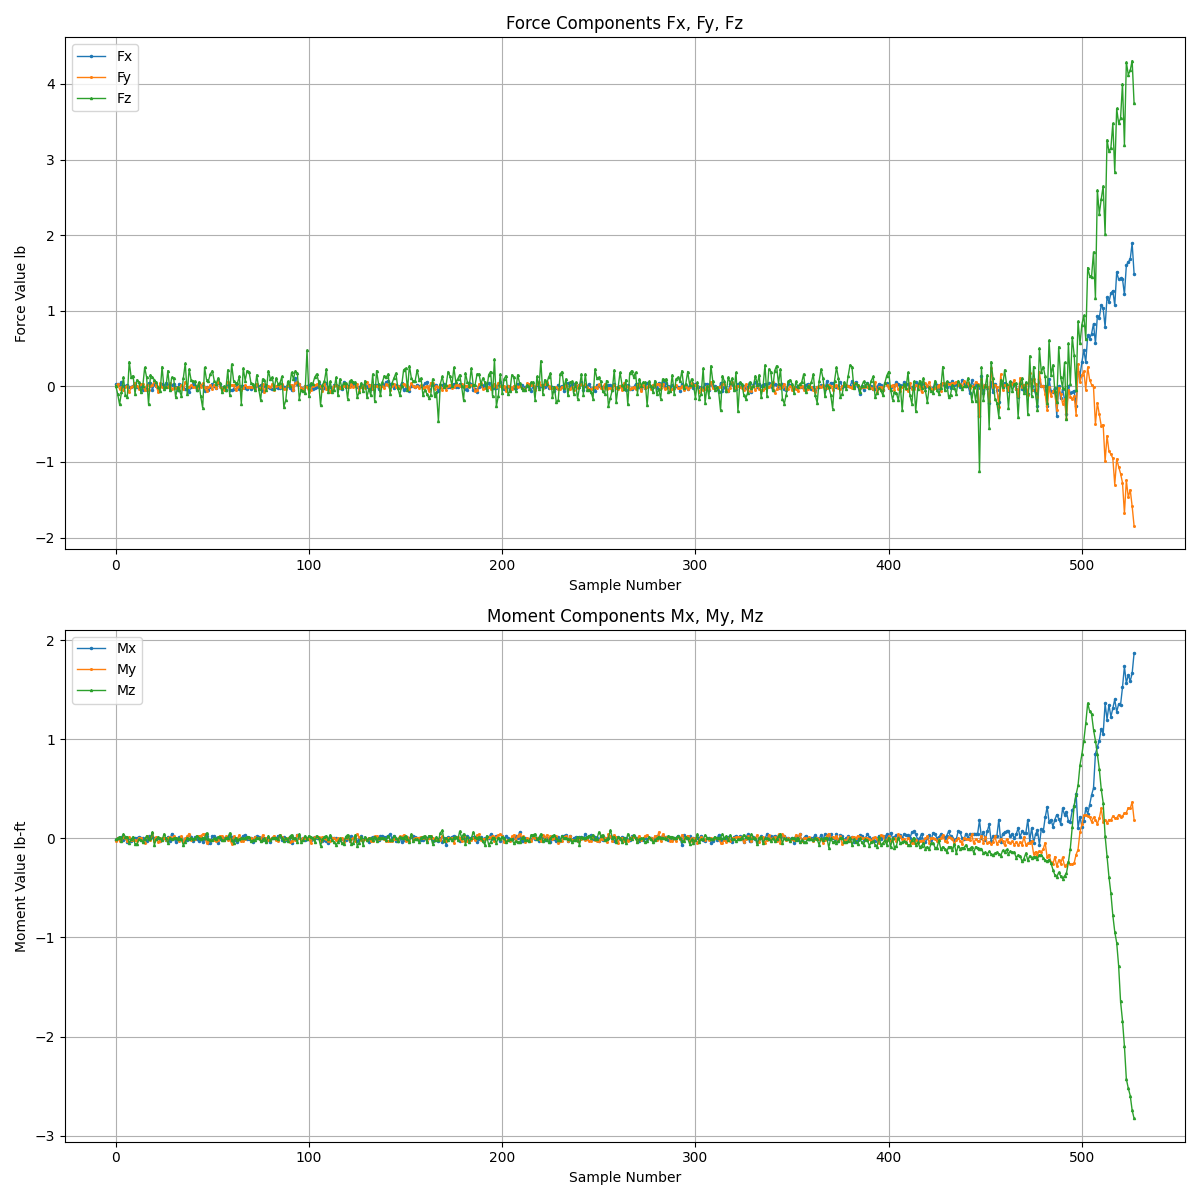 Force Components Fx, Fy, Fz
Fx
Fy
Fz
Force Value lb
4
3
2
1
0
−1
−2
0 100 200 300 400 500
Sample Number
Moment Components Mx, My, Mz
Mx
My
Mz
Moment Value lb-ft
2
1
0
−1
−2
−3
0 100 200 300 400 500
Sample Number